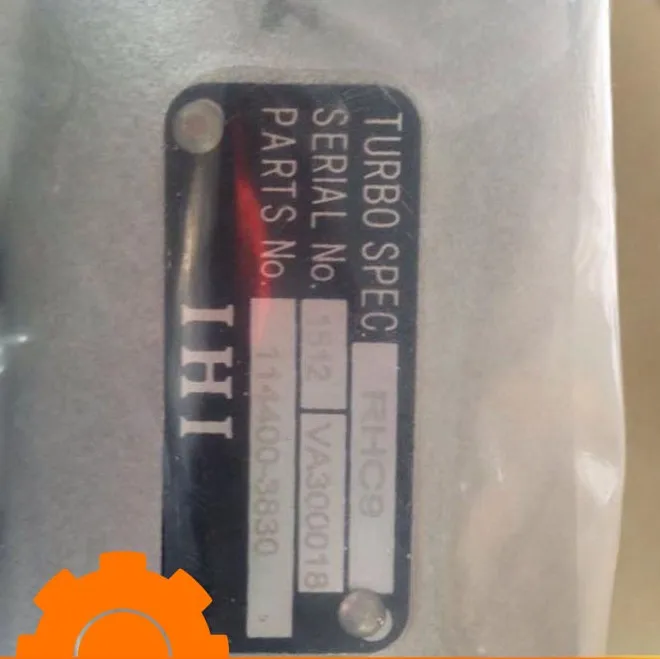 TURBO SPEC. RHC9
SERIAL No. 1512 VA300018
PARTS No. 114400-3830
IHI